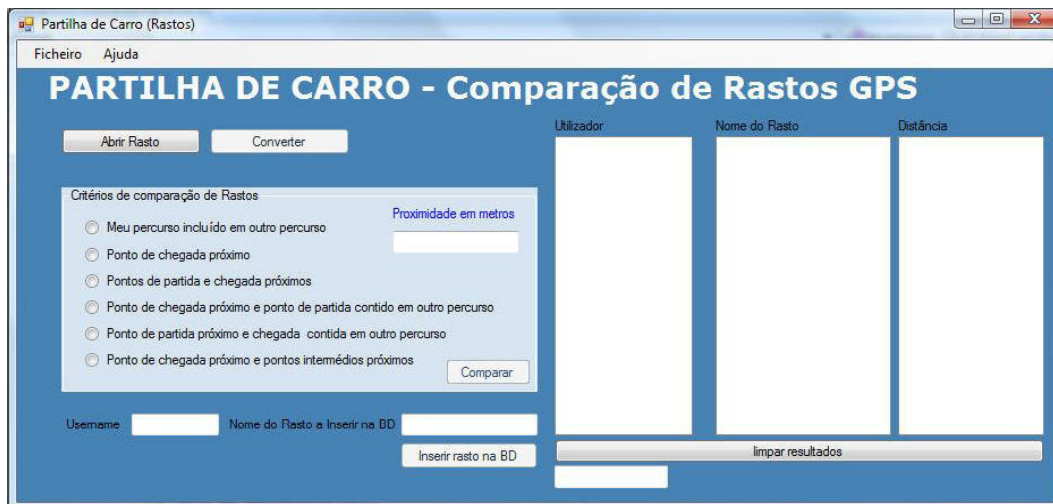 Partilha de Carro (Rastos)
Ficheiro Ajuda
PARTILHA DE CARRO - Comparação de Rastos GPS
Abrir Rasto Converter
Critérios de comparação de Rastos
Proximidade em metros
Meu percurso incluído em outro percurso
Ponto de chegada próximo
Pontos de partida e chegada próximos
Ponto de chegada próximo e ponto de partida contido em outro percurso
Ponto de partida próximo e chegada contida em outro percurso
Ponto de chegada próximo e pontos intermédios próximos
Comparar
Username Nome do Rasto a Inserir na BD
Inserir rasto na BD
Utilizador Nome do Rasto Distância
limpar resultados